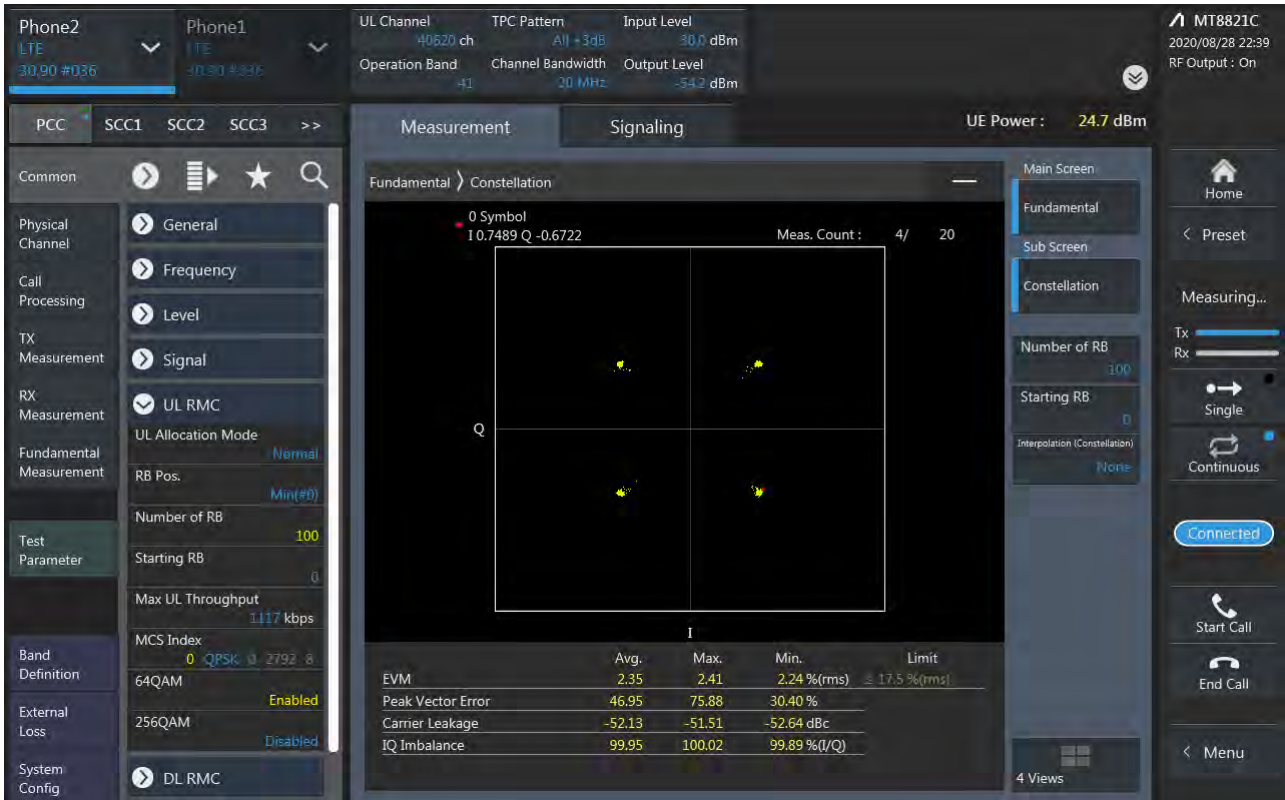 Phone2
LTE
30.90 #036
Phone1
LTE
30.90 #036
UL Channel
40620 ch
TPC Pattern
All +3dB
Input Level
30.0 dBm
Operation Band
41
Channel Bandwidth
20 MHz
Output Level
-54.2 dBm
MT8821C
2020/08/28 22:39
RF Output : On
PCC SCC1 SCC2 SCC3 >>
Measurement
Signaling
UE Power : 24.7 dBm
Common
Physical
Channel
Call
Processing
TX
Measurement
RX
Measurement
Fundamental
Measurement
Test
Parameter
Band
Definition
External
Loss
System
Config
General
Frequency
Level
Signal
UL RMC
UL Allocation Mode
Normal
RB Pos.
Min(#0)
Number of RB
100
Starting RB
0
Max UL Throughput
1117 kbps
MCS Index
0 QPSK 0 2792 8
64QAM
Enabled
256QAM
Disabled
DL RMC
Fundamental 〉 Constellation
0 Symbol
I 0.7489 Q -0.6722
Meas. Count : 4/ 20
Q
I
Avg. Max. Min. Limit
EVM 2.35 2.41 2.24 %(rms) ≤ 17.5 %(rms)
Peak Vector Error 46.95 75.88 30.40 %
Carrier Leakage -52.13 -51.51 -52.64 dBc
IQ Imbalance 99.95 100.02 99.89 %(I/Q)
Main Screen
Fundamental
Sub Screen
Constellation
Number of RB
100
Starting RB
0
Interpolation (Constellation)
None
4 Views
Home
< Preset
Measuring...
Tx
Rx
Single
Continuous
Connected
Start Call
End Call
< Menu